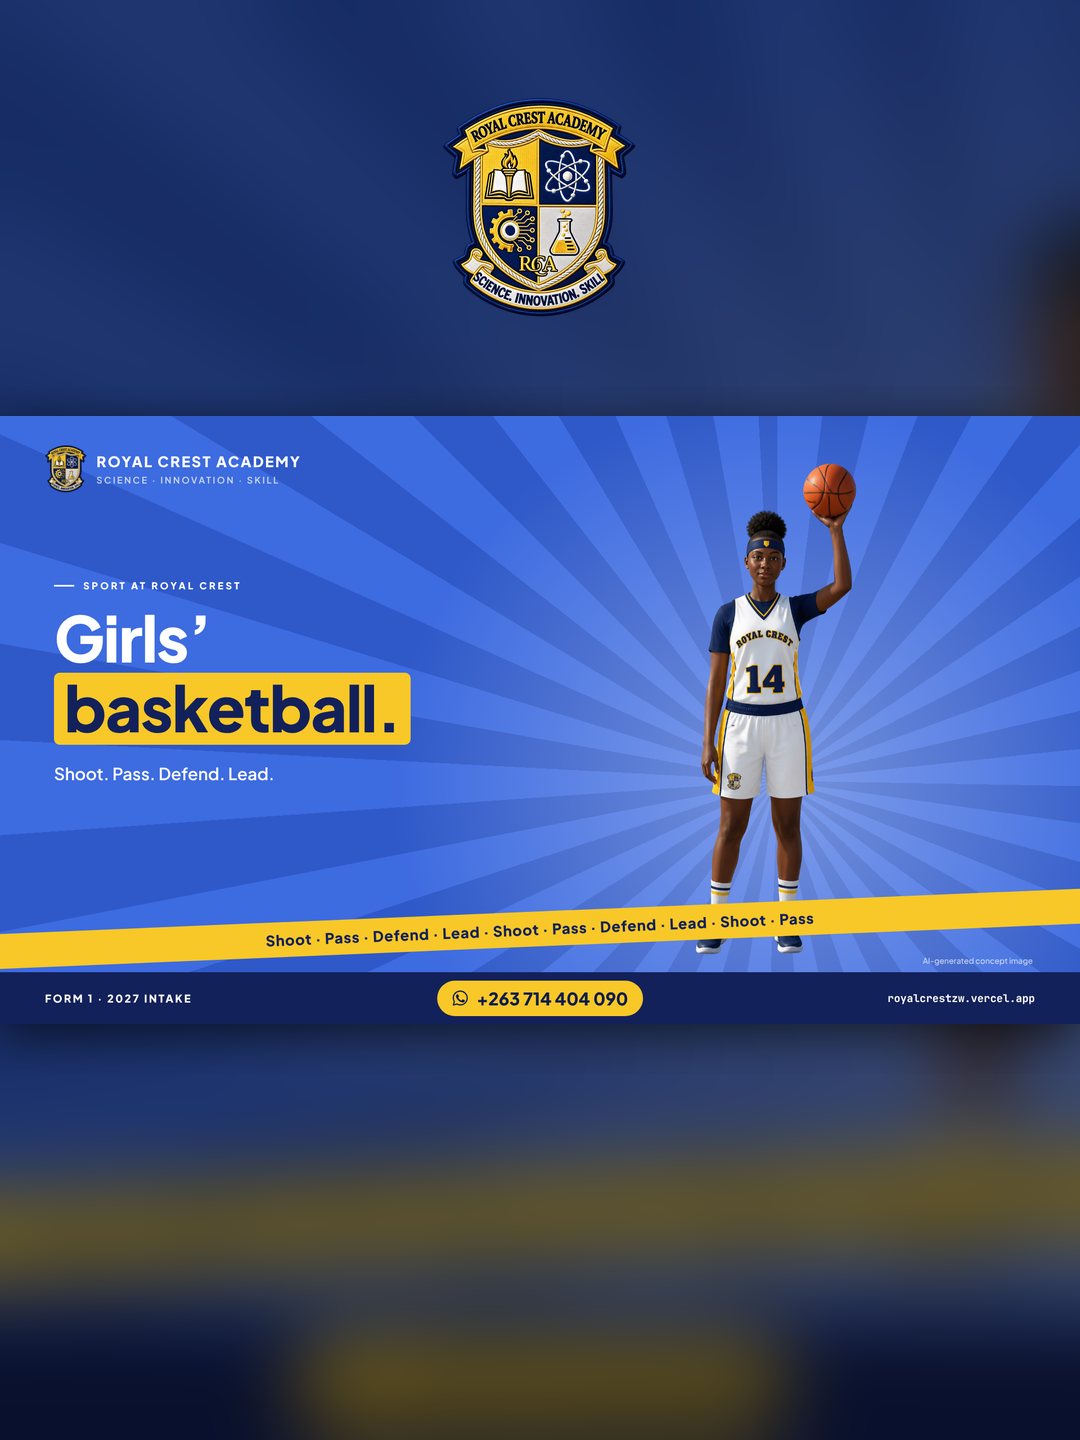 ROYAL CREST ACADEMY
RCA
SCIENCE. INNOVATION. SKILL
ROYAL CREST ACADEMY
SCIENCE · INNOVATION · SKILL
SPORT AT ROYAL CREST
Girls’
basketball.
Shoot. Pass. Defend. Lead.
ROYAL CREST
14
Shoot · Pass · Defend · Lead · Shoot · Pass · Defend · Lead · Shoot · Pass
AI-generated concept image
FORM 1 · 2027 INTAKE
+263 714 404 090
royalcrestzw.vercel.app